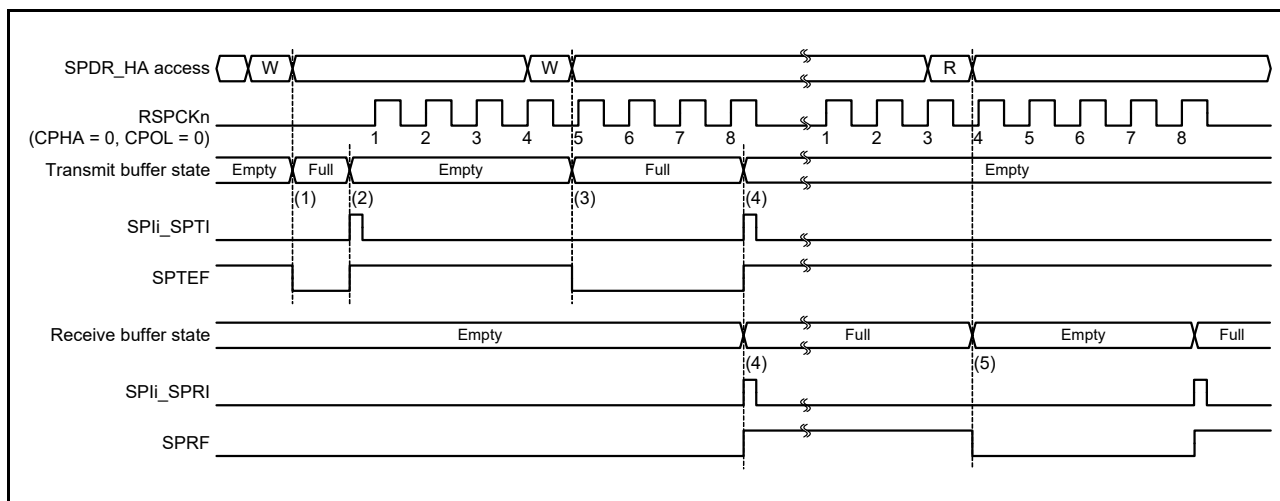 SPDR_HA access W W R
RSPCKn
(CPHA = 0, CPOL = 0) 1 2 3 4 5 6 7 8 1 2 3 4 5 6 7 8
Transmit buffer state Empty Full Empty Full Empty
(1) (2) (3) (4)
SPIi_SPTI
SPTEF
Receive buffer state Empty Full Empty Full
(4) (5)
SPIi_SPRI
SPRF